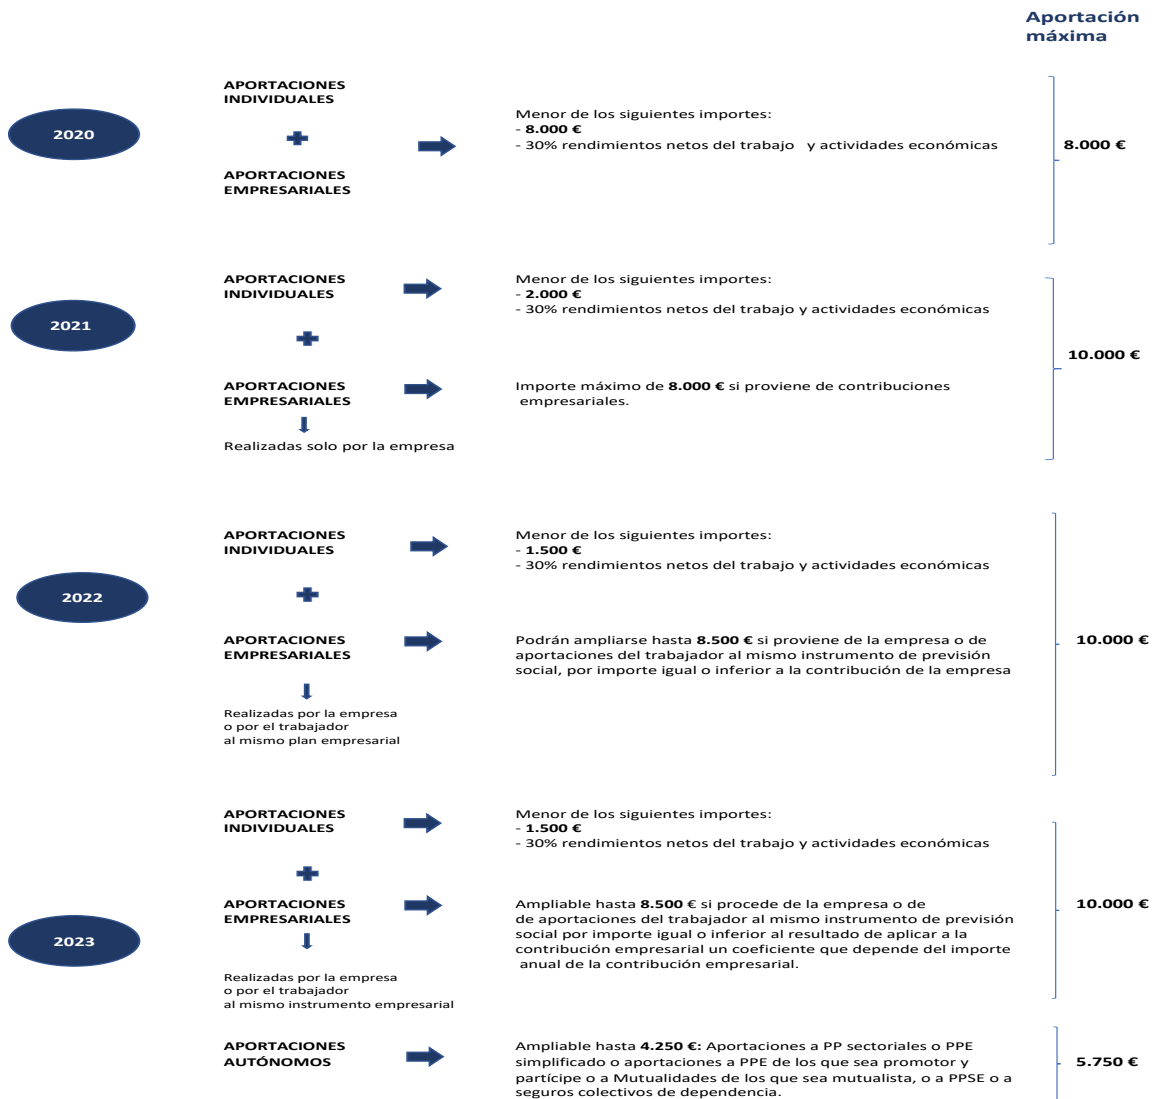 Aportación
máxima
2020
APORTACIONES
INDIVIDUALES
APORTACIONES
EMPRESARIALES
Menor de los siguientes importes:
- 8.000 €
- 30% rendimientos netos del trabajo y actividades económicas
8.000 €
2021
APORTACIONES
INDIVIDUALES
Menor de los siguientes importes:
- 2.000 €
- 30% rendimientos netos del trabajo y actividades económicas
APORTACIONES
EMPRESARIALES
Importe máximo de 8.000 € si proviene de contribuciones
empresariales.
Realizadas solo por la empresa
10.000 €
2022
APORTACIONES
INDIVIDUALES
Menor de los siguientes importes:
- 1.500 €
- 30% rendimientos netos del trabajo y actividades económicas
APORTACIONES
EMPRESARIALES
Podrán ampliarse hasta 8.500 € si proviene de la empresa o de
aportaciones del trabajador al mismo instrumento de previsión
social, por importe igual o inferior a la contribución de la empresa
Realizadas por la empresa
o por el trabajador
al mismo plan empresarial
10.000 €
2023
APORTACIONES
INDIVIDUALES
Menor de los siguientes importes:
- 1.500 €
- 30% rendimientos netos del trabajo y actividades económicas
APORTACIONES
EMPRESARIALES
Ampliable hasta 8.500 € si procede de la empresa o de
de aportaciones del trabajador al mismo instrumento de previsión
social por importe igual o inferior al resultado de aplicar a la
contribución empresarial un coeficiente que depende del importe
anual de la contribución empresarial.
Realizadas por la empresa
o por el trabajador
al mismo instrumento empresarial
10.000 €
APORTACIONES
AUTÓNOMOS
Ampliable hasta 4.250 €: Aportaciones a PP sectoriales o PPE
simplificado o aportaciones a PPE de los que sea promotor y
partícipe o a Mutualidades de los que sea mutualista, o a PPSE o a
seguros colectivos de dependencia.
5.750 €